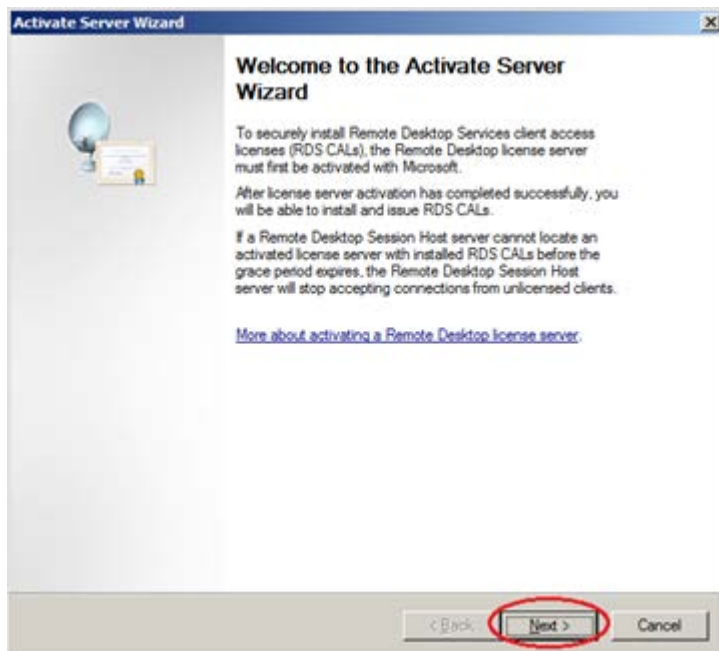 Activate Server Wizard
Welcome to the Activate Server
Wizard
To securely install Remote Desktop Services client access
licenses (RDS CALs), the Remote Desktop license server
must first be activated with Microsoft.
After license server activation has completed successfully, you
will be able to install and issue RDS CALs.
If a Remote Desktop Session Host server cannot locate an
activated license server with installed RDS CALs before the
grace period expires, the Remote Desktop Session Host
server will stop accepting connections from unlicensed clients.
More about activating a Remote Desktop license server.
< Back
Next >
Cancel